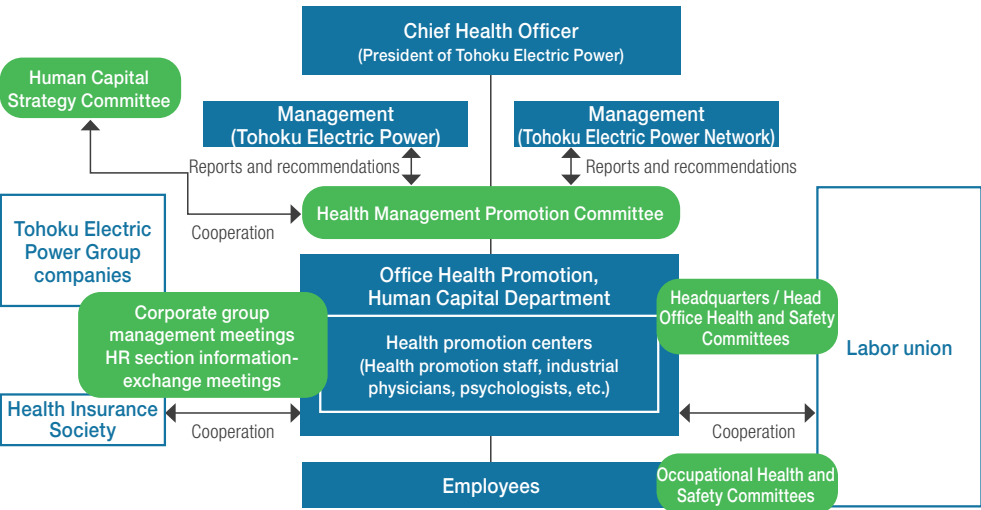 Chief Health Officer
(President of Tohoku Electric Power)
Human Capital
Strategy Committee
Management
(Tohoku Electric Power)
Management
(Tohoku Electric Power Network)
Reports and recommendations
Reports and recommendations
Health Management Promotion Committee
Cooperation
Tohoku Electric
Power Group
companies
Office Health Promotion,
Human Capital Department
Corporate group
management meetings
HR section information-
exchange meetings
Health promotion centers
(Health promotion staff, industrial
physicians, psychologists, etc.)
Headquarters / Head
Office Health and Safety
Committees
Labor union
Health Insurance
Society
Cooperation
Cooperation
Employees
Occupational Health and
Safety Committees